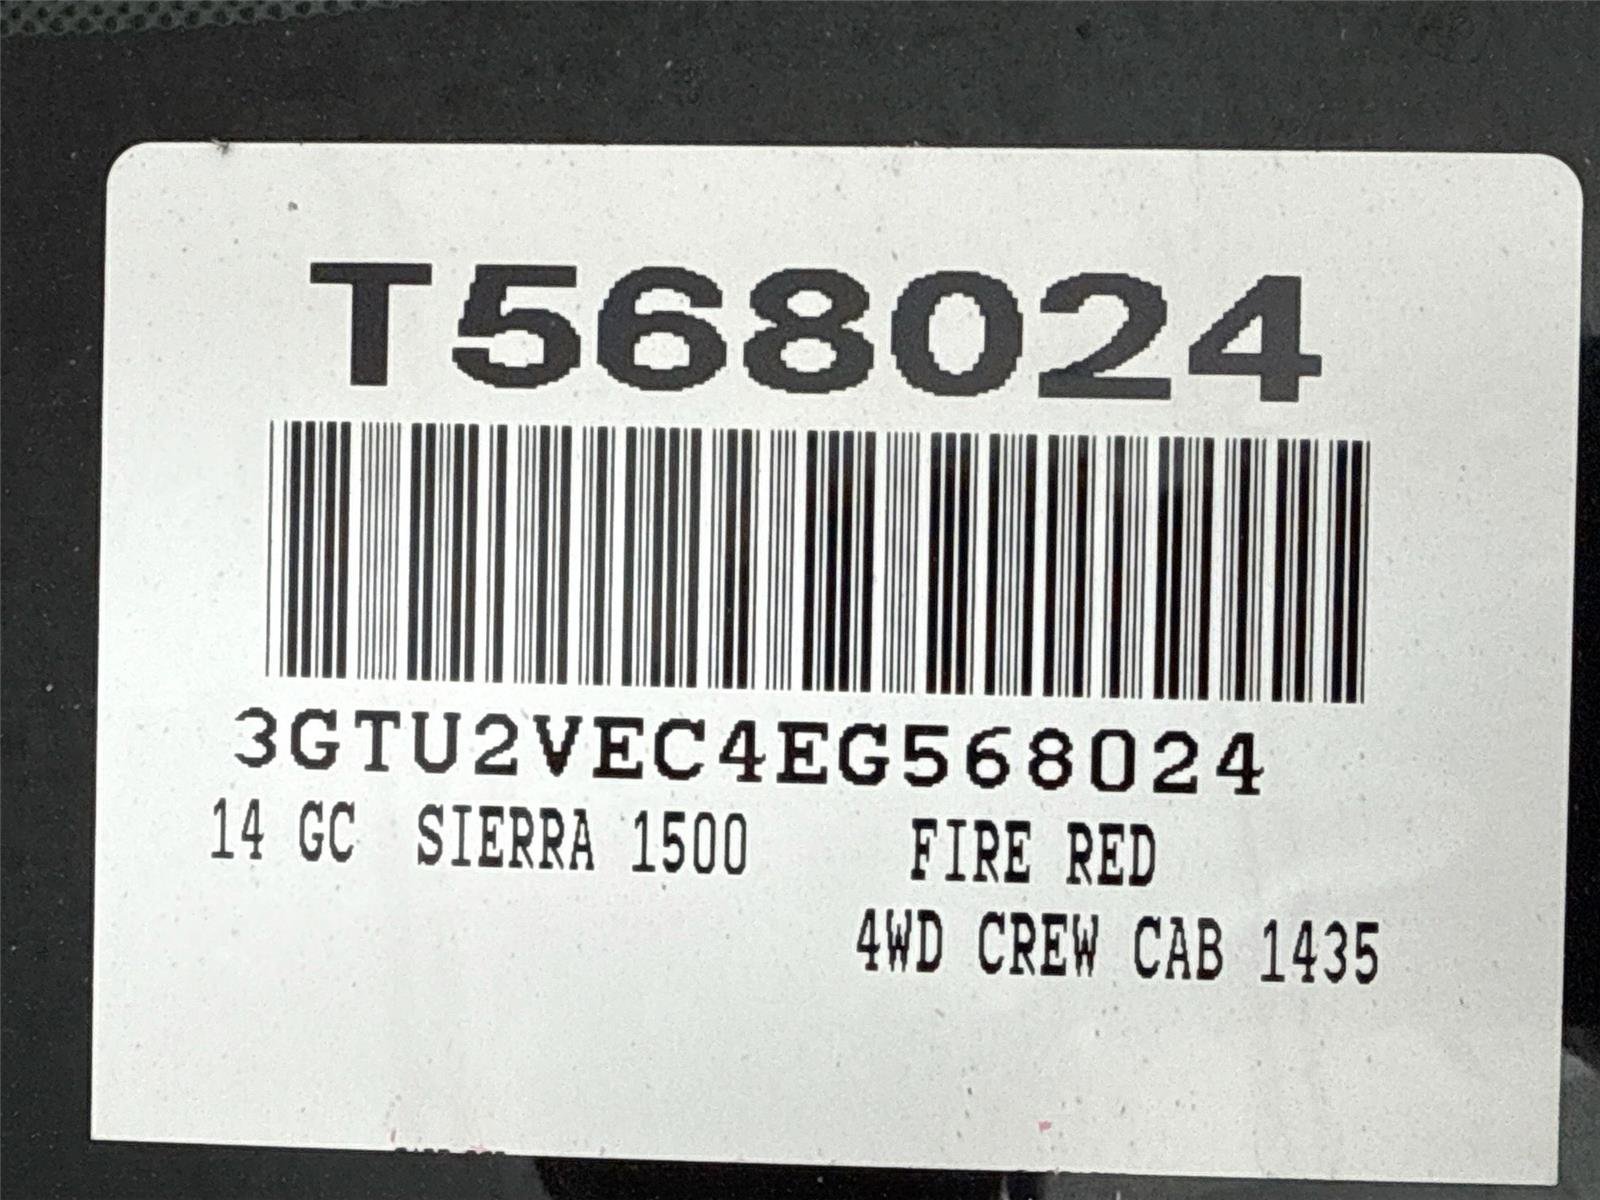 T568024
3GTU2VEC4EG568024
14 GC SIERRA 1500 FIRE RED
4WD CREW CAB 1435